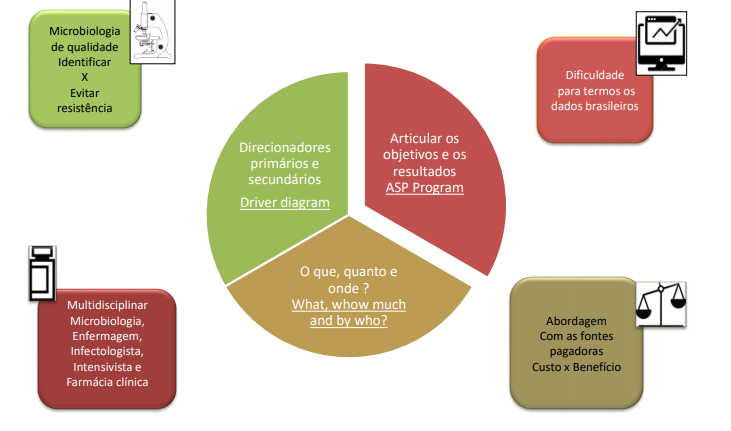 Microbiologia
de qualidade
Identificar
X
Evitar
resistência
Dificuldade
para termos os
dados brasileiros
Direcionadores
primários e
secundários
Driver diagram
Articular os
objetivos e os
resultados
ASP Program
O que, quanto e
onde ?
What, whow much
and by who?
Multidisciplinar
Microbiologia,
Enfermagem,
Infectologista,
Intensivista e
Farmácia clínica
Abordagem
Com as fontes
pagadoras
Custo x Benefício